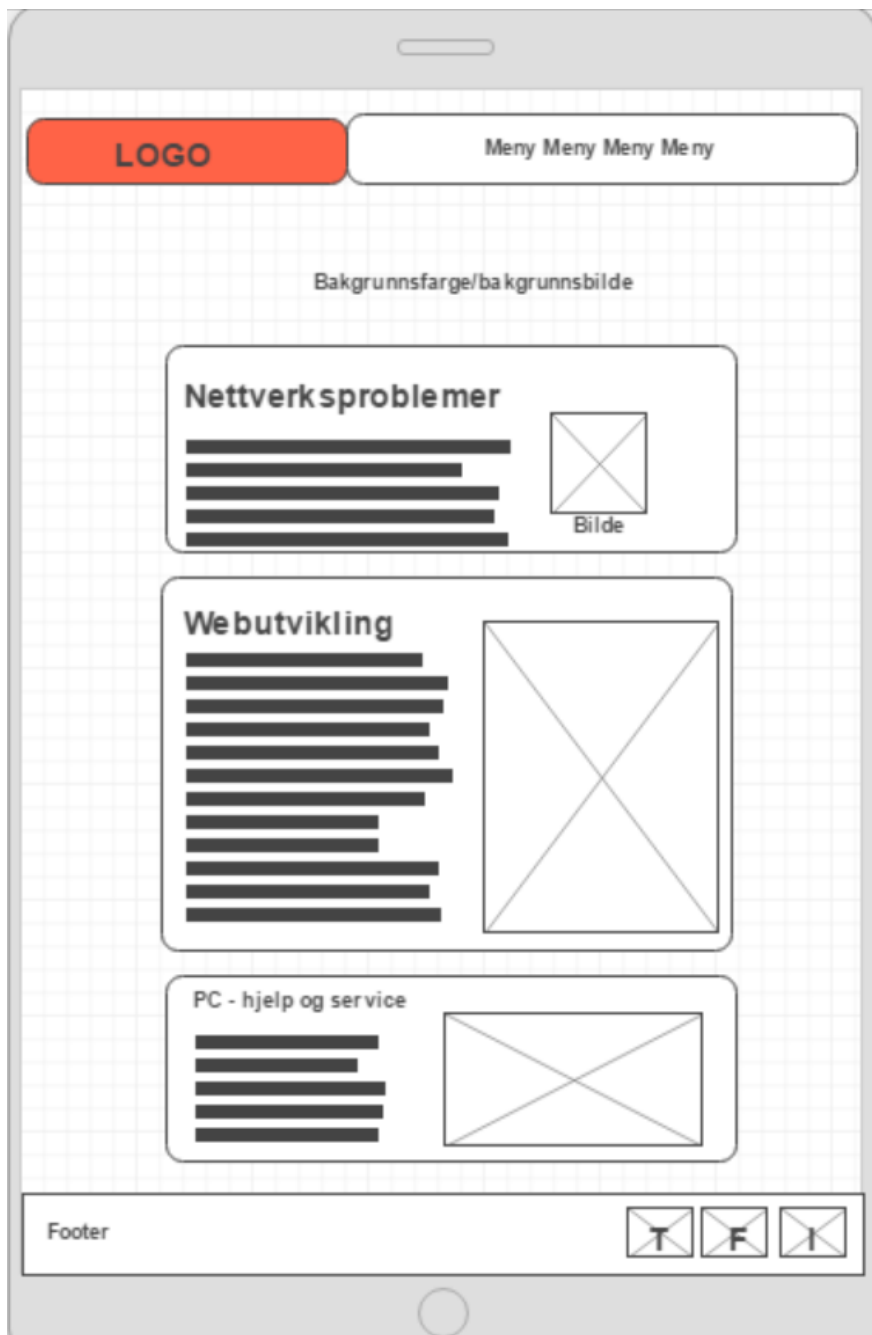 LOGO
Meny Meny Meny Meny
Bakgrunnsfarge/bakgrunnsbilde
Nettverksproblemer
Bilde
Webutvikling
PC - hjelp og service
Footer
T F I